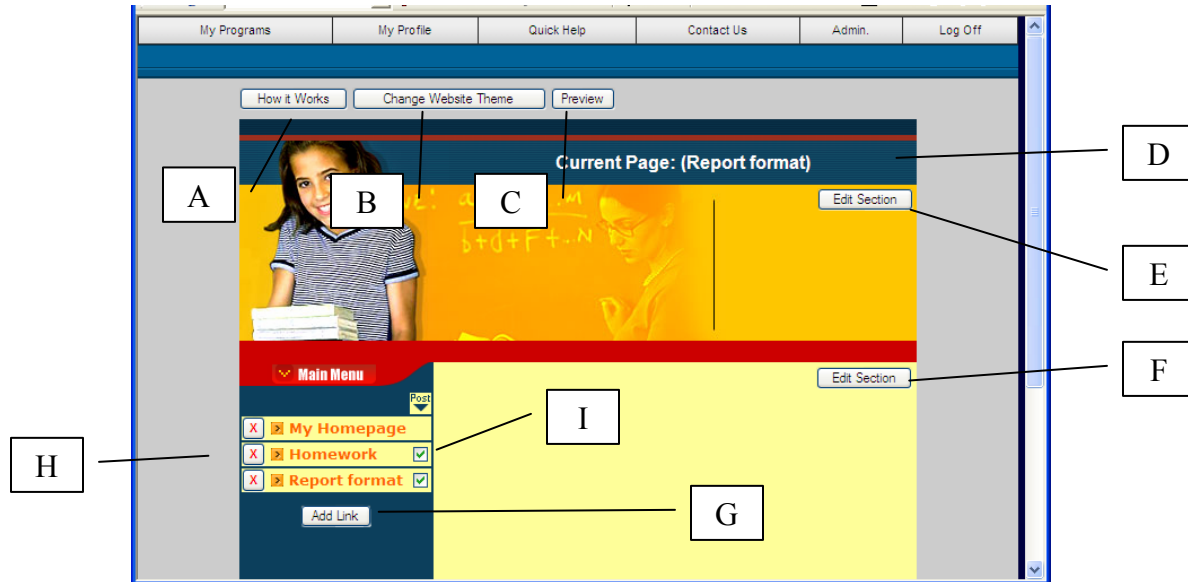 My Programs My Profile Quick Help Contact Us Admin. Log Off
How it Works Change Website Theme Preview
Current Page: (Report format)
D
A B C
Edit Section
E
Main Menu
Edit Section
F
Post
I
X My Homepage
X Homework
H
X Report format
Add Link
G